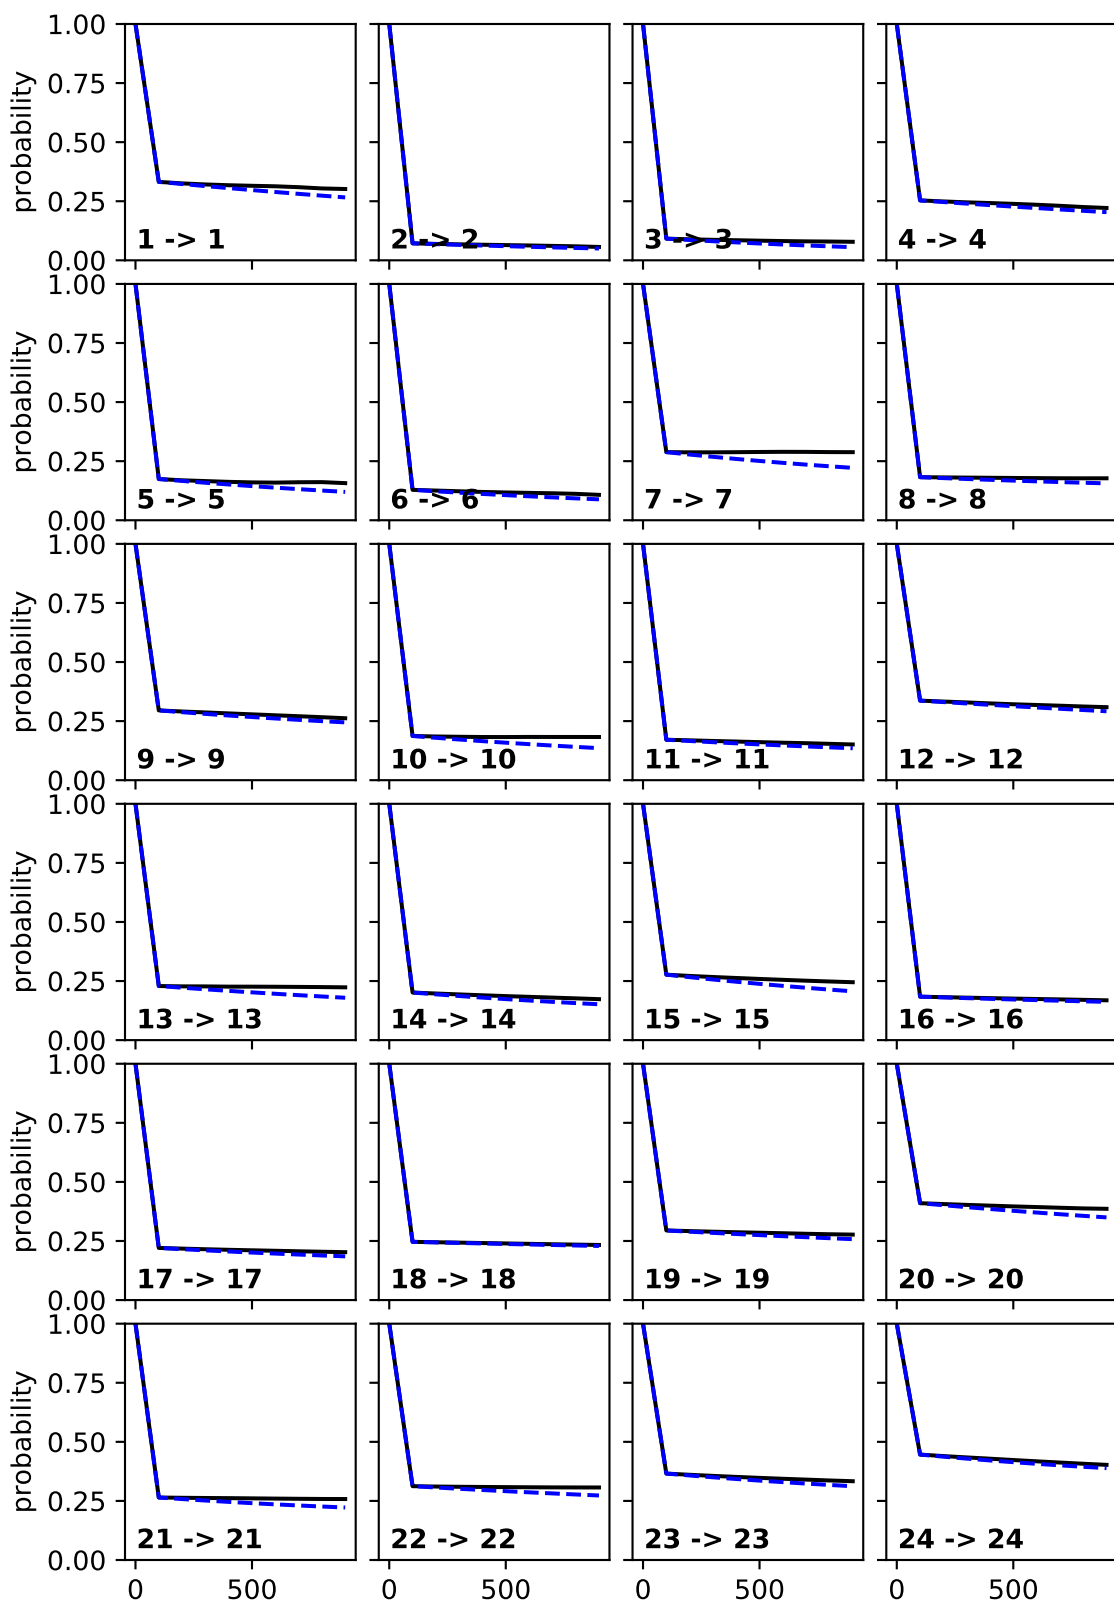 1.00
0.75
0.50
0.25
0.00
probability
1 -> 1
2 -> 2
3 -> 3
4 -> 4
1.00
0.75
0.50
0.25
0.00
probability
5 -> 5
6 -> 6
7 -> 7
8 -> 8
1.00
0.75
0.50
0.25
0.00
probability
9 -> 9
10 -> 10
11 -> 11
12 -> 12
1.00
0.75
0.50
0.25
0.00
probability
13 -> 13
14 -> 14
15 -> 15
16 -> 16
1.00
0.75
0.50
0.25
0.00
probability
17 -> 17
18 -> 18
19 -> 19
20 -> 20
1.00
0.75
0.50
0.25
0.00
probability
21 -> 21
22 -> 22
23 -> 23
24 -> 24
0 500
0 500
0 500
0 500